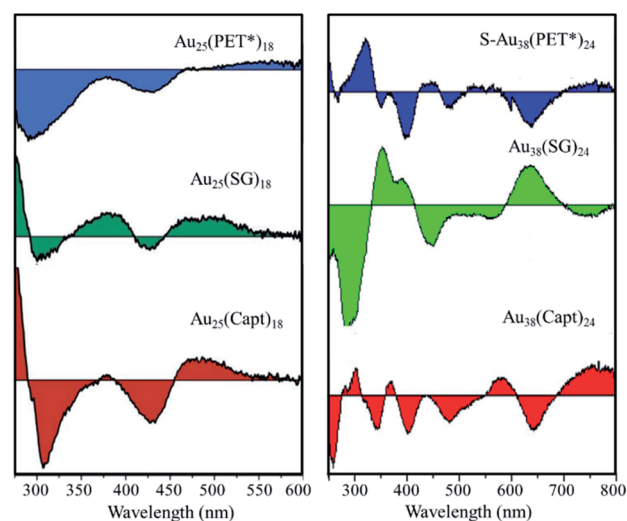 Au₂₅(PET*)₁₈
Au₂₅(SG)₁₈
Au₂₅(Capt)₁₈
300 350 400 450 500 550 600
Wavelength (nm)
S-Au₃₈(PET*)₂₄
Au₃₈(SG)₂₄
Au₃₈(Capt)₂₄
300 400 500 600 700 800
Wavelength (nm)